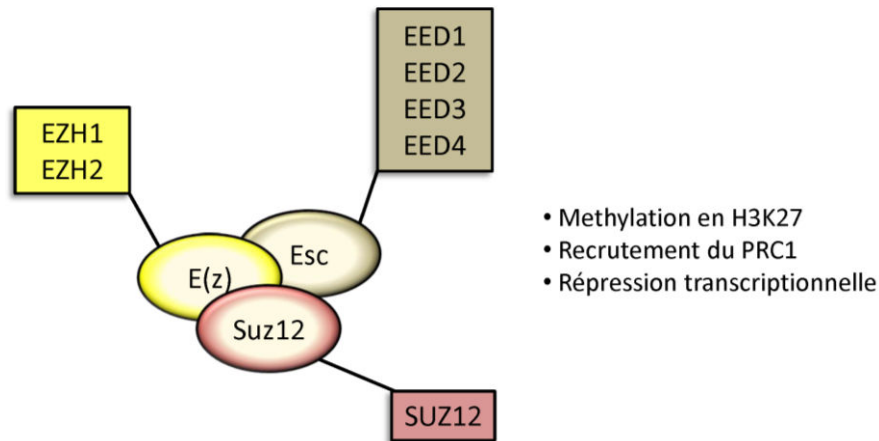 EED1
EED2
EED3
EED4
EZH1
EZH2
Esc
E(z)
Suz12
SUZ12
• Methylation en H3K27
• Recrutement du PRC1
• Répression transcriptionnelle